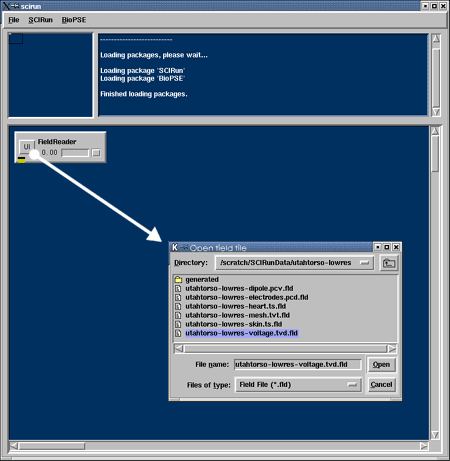 scirun
File SCIRun BioPSE
--------------------------
Loading packages, please wait...
Loading package 'SCIRun'
Loading package 'BioPSE'
Finished loading packages.
UI FieldReader
0.00
Open field file
Directory: /scratch/SCIRunData/utahtorso-lowres
generated
utahtorso-lowres-dipole.pcv.fld
utahtorso-lowres-electrodes.pcd.fld
utahtorso-lowres-heart.ts.fld
utahtorso-lowres-mesh.tvt.fld
utahtorso-lowres-skin.ts.fld
utahtorso-lowres-voltage.tvd.fld
File name: utahtorso-lowres-voltage.tvd.fld Open
Files of type: Field File (*.fld) Cancel